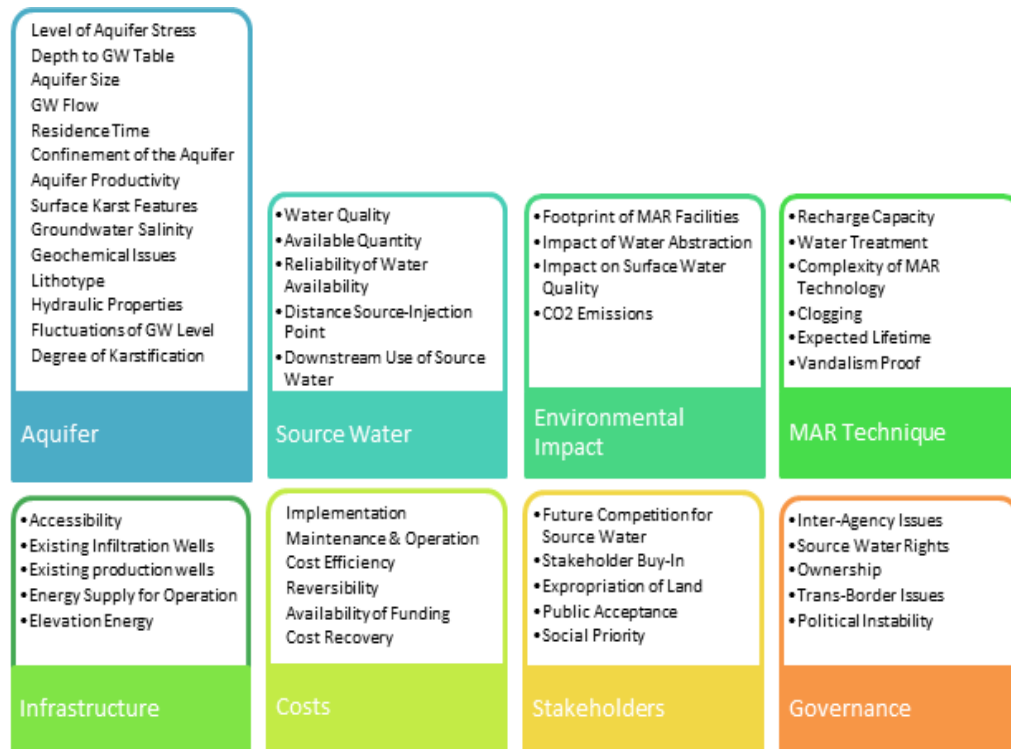 Level of Aquifer Stress
Depth to GW Table
Aquifer Size
GW Flow
Residence Time
Confinement of the Aquifer
Aquifer Productivity
Surface Karst Features
Groundwater Salinity
Geochemical Issues
Lithotype
Hydraulic Properties
Fluctuations of GW Level
Degree of Karstification
Aquifer
•Water Quality
•Available Quantity
•Reliability of Water
Availability
•Distance Source-Injection
Point
•Downstream Use of Source
Water
Source Water
•Footprint of MAR Facilities
•Impact of Water Abstraction
•Impact on Surface Water
Quality
•CO2 Emissions
Environmental
Impact
•Recharge Capacity
•Water Treatment
•Complexity of MAR
Technology
•Clogging
•Expected Lifetime
•Vandalism Proof
MAR Technique
•Accessibility
•Existing Infiltration Wells
•Existing production wells
•Energy Supply for Operation
•Elevation Energy
Infrastructure
Implementation
Maintenance & Operation
Cost Efficiency
Reversibility
Availability of Funding
Cost Recovery
Costs
•Future Competition for
Source Water
•Stakeholder Buy-In
•Expropriation of Land
•Public Acceptance
•Social Priority
Stakeholders
•Inter-Agency Issues
•Source Water Rights
•Ownership
•Trans-Border Issues
•Political Instability
Governance